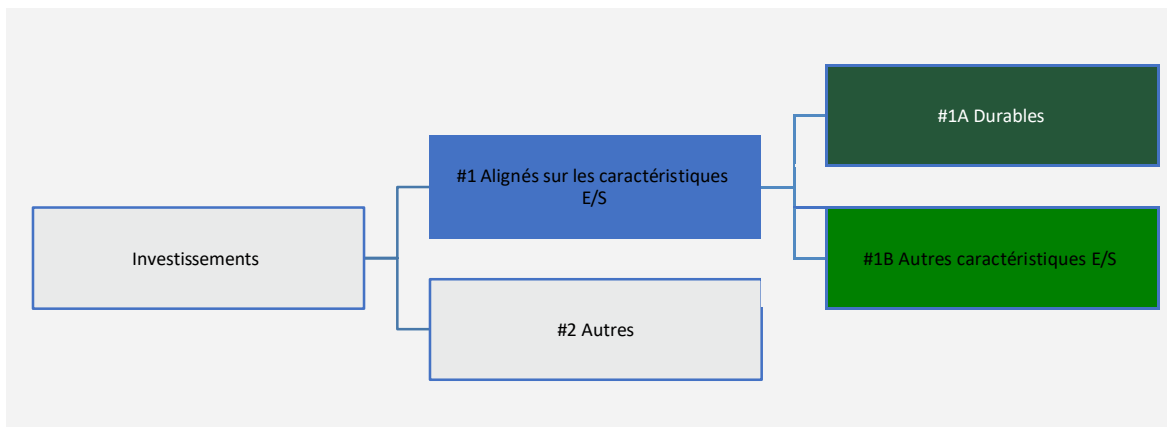 #1A Durables
#1 Alignés sur les caractéristiques
E/S
Investissements
#1B Autres caractéristiques E/S
#2 Autres